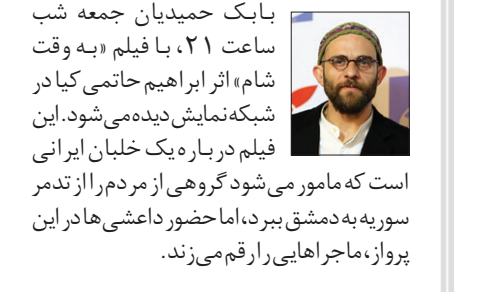 بابک حمیدیان جمعه شب
ساعت ۲۱، با فیلم «به وقت
شام» اثر ابراهیم حاتمی کیا در
شبکه نمایش دیده می‌شود. این
فیلم درباره یک خلبان ایرانی
است که مامور می‌شود گروهی از مردم را از تدمر
سوریه به دمشق ببرد، اما حضور داعشی‌ها در این
پرواز، ماجراهایی را رقم می‌زند.